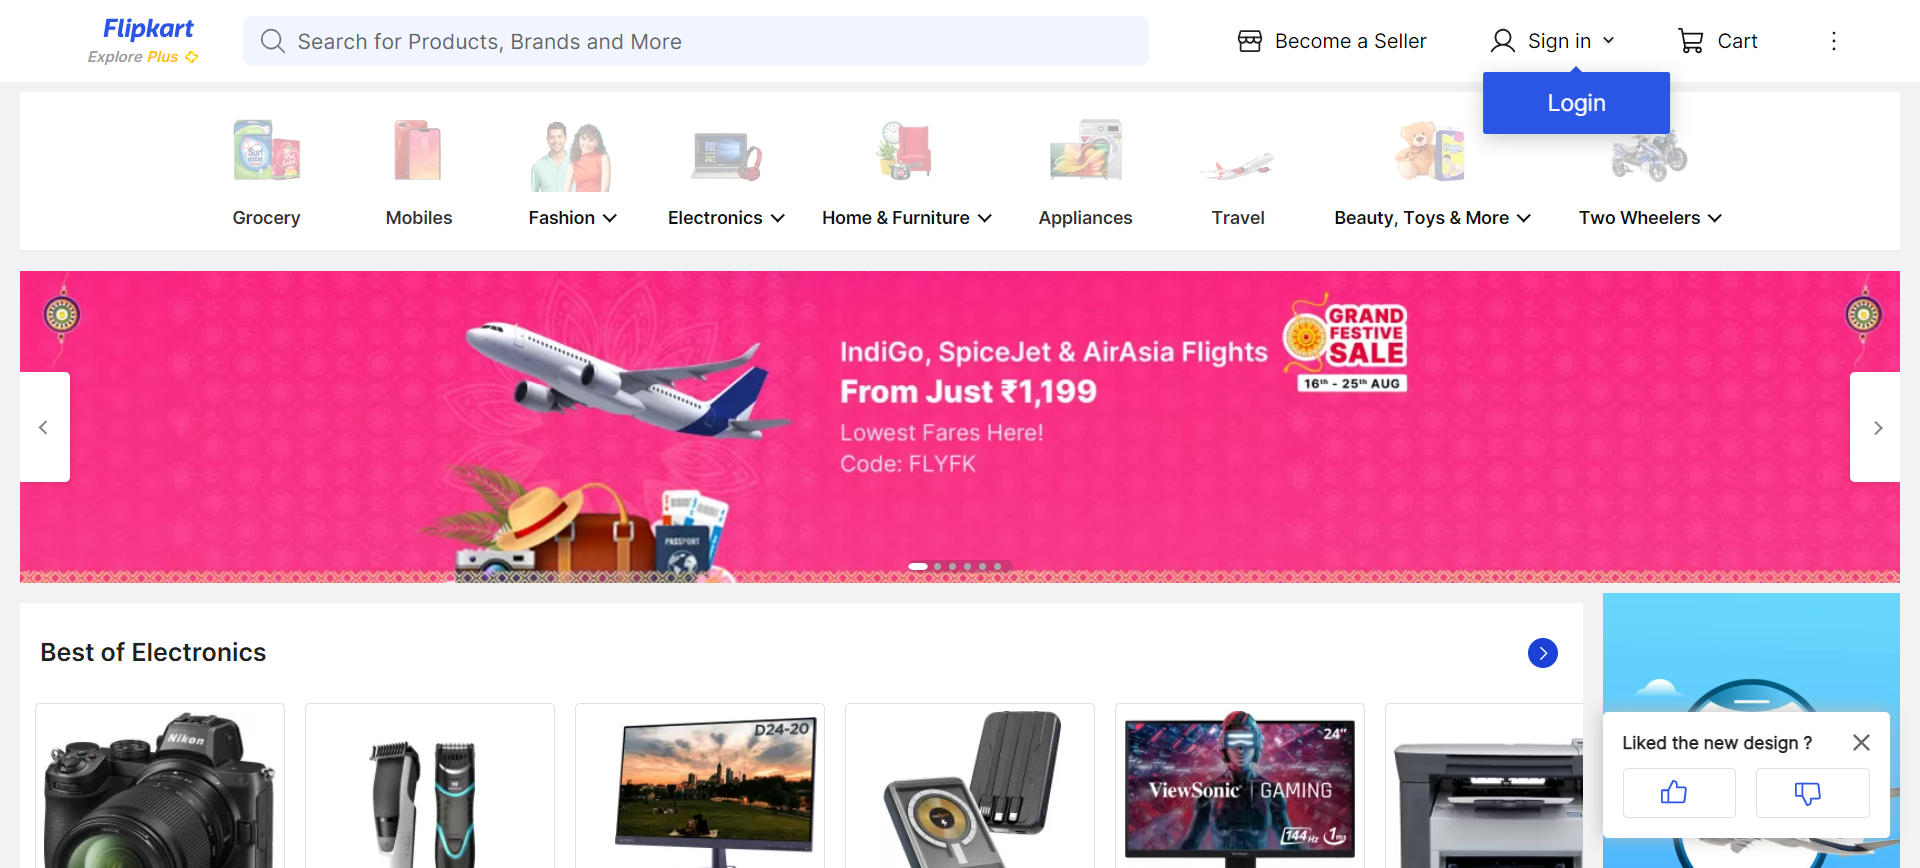 Flipkart
Explore Plus
Search for Products, Brands and More
Become a Seller
Sign in
Cart
Login
Surf excel
Grocery
Mobiles
Fashion
Electronics
Home & Furniture
Appliances
Travel
Beauty, Toys & More
Two Wheelers
IndiGo, SpiceJet & AirAsia Flights
From Just ₹1,199
Lowest Fares Here!
Code: FLYFK
GRAND
FESTIVE
SALE
16th - 25th AUG
PASSPORT
Best of Electronics
Nikon
D24-20
24"
ViewSonic | GAMING
144Hz 1ms
Liked the new design ?